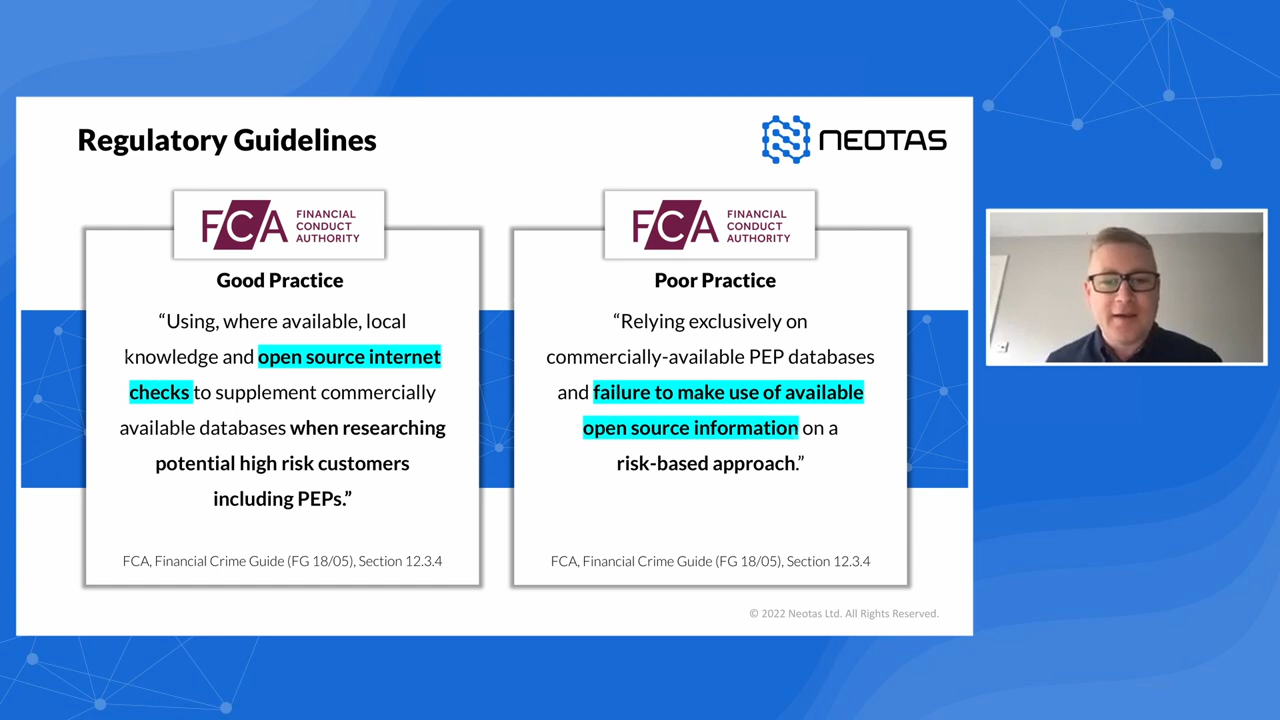 Regulatory Guidelines
NEOTAS
FCA FINANCIAL
CONDUCT
AUTHORITY
Good Practice
“Using, where available, local
knowledge and open source internet
checks to supplement commercially
available databases when researching
potential high risk customers
including PEPs.”
FCA, Financial Crime Guide (FG 18/05), Section 12.3.4
FCA FINANCIAL
CONDUCT
AUTHORITY
Poor Practice
“Relying exclusively on
commercially-available PEP databases
and failure to make use of available
open source information on a
risk-based approach.”
FCA, Financial Crime Guide (FG 18/05), Section 12.3.4
© 2022 Neotas Ltd. All Rights Reserved.